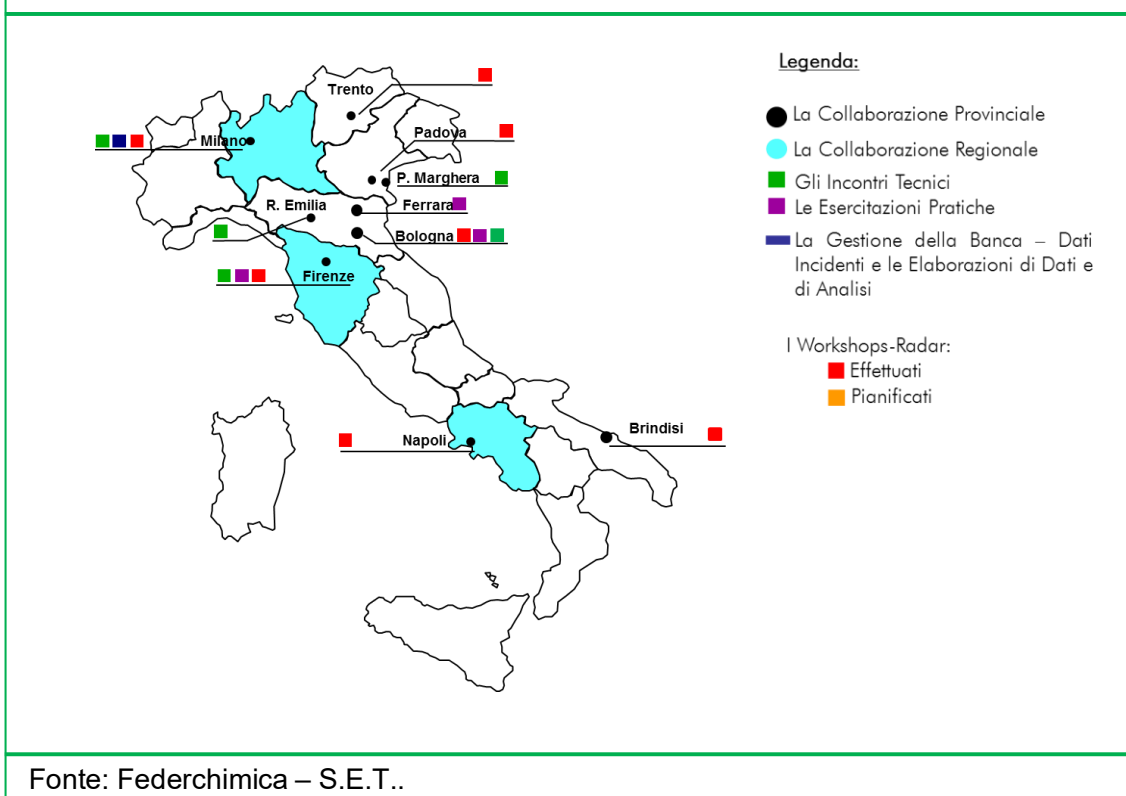 Trento
Padova
Milano
P. Marghera
R. Emilia
Ferrara
Bologna
Firenze
Napoli
Brindisi
Legenda:
La Collaborazione Provinciale
La Collaborazione Regionale
Gli Incontri Tecnici
Le Esercitazioni Pratiche
La Gestione della Banca – Dati
Incidenti e le Elaborazioni di Dati e
di Analisi
I Workshops-Radar:
Effettuati
Pianificati
Fonte: Federchimica – S.E.T..